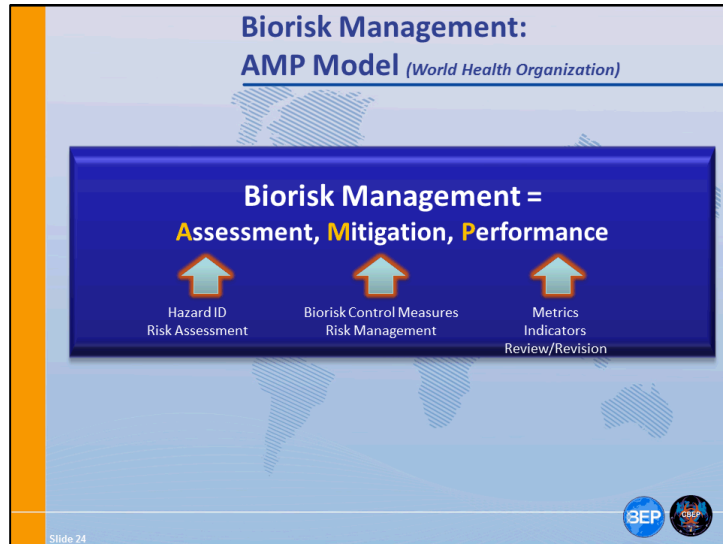 Biorisk Management:
AMP Model (World Health Organization)
Biorisk Management =
Assessment, Mitigation, Performance
Hazard ID
Risk Assessment
Biorisk Control Measures
Risk Management
Metrics
Indicators
Review/Revision
Slide 24
BEP
CBEP